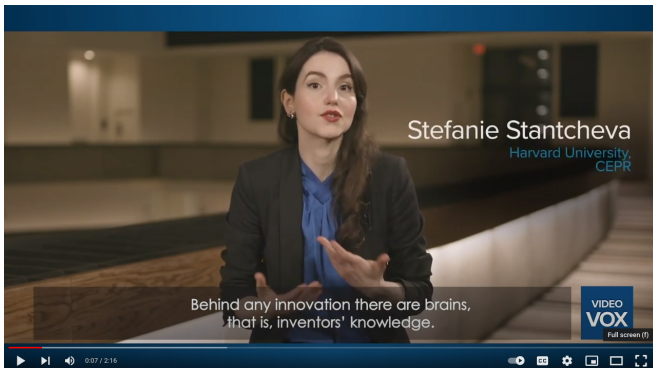 Stefanie Stantcheva
Harvard University,
CEPR
Behind any innovation there are brains,
that is, inventors' knowledge.
VIDEO
VOX
Full screen (f)
0:07 / 2:16
CC